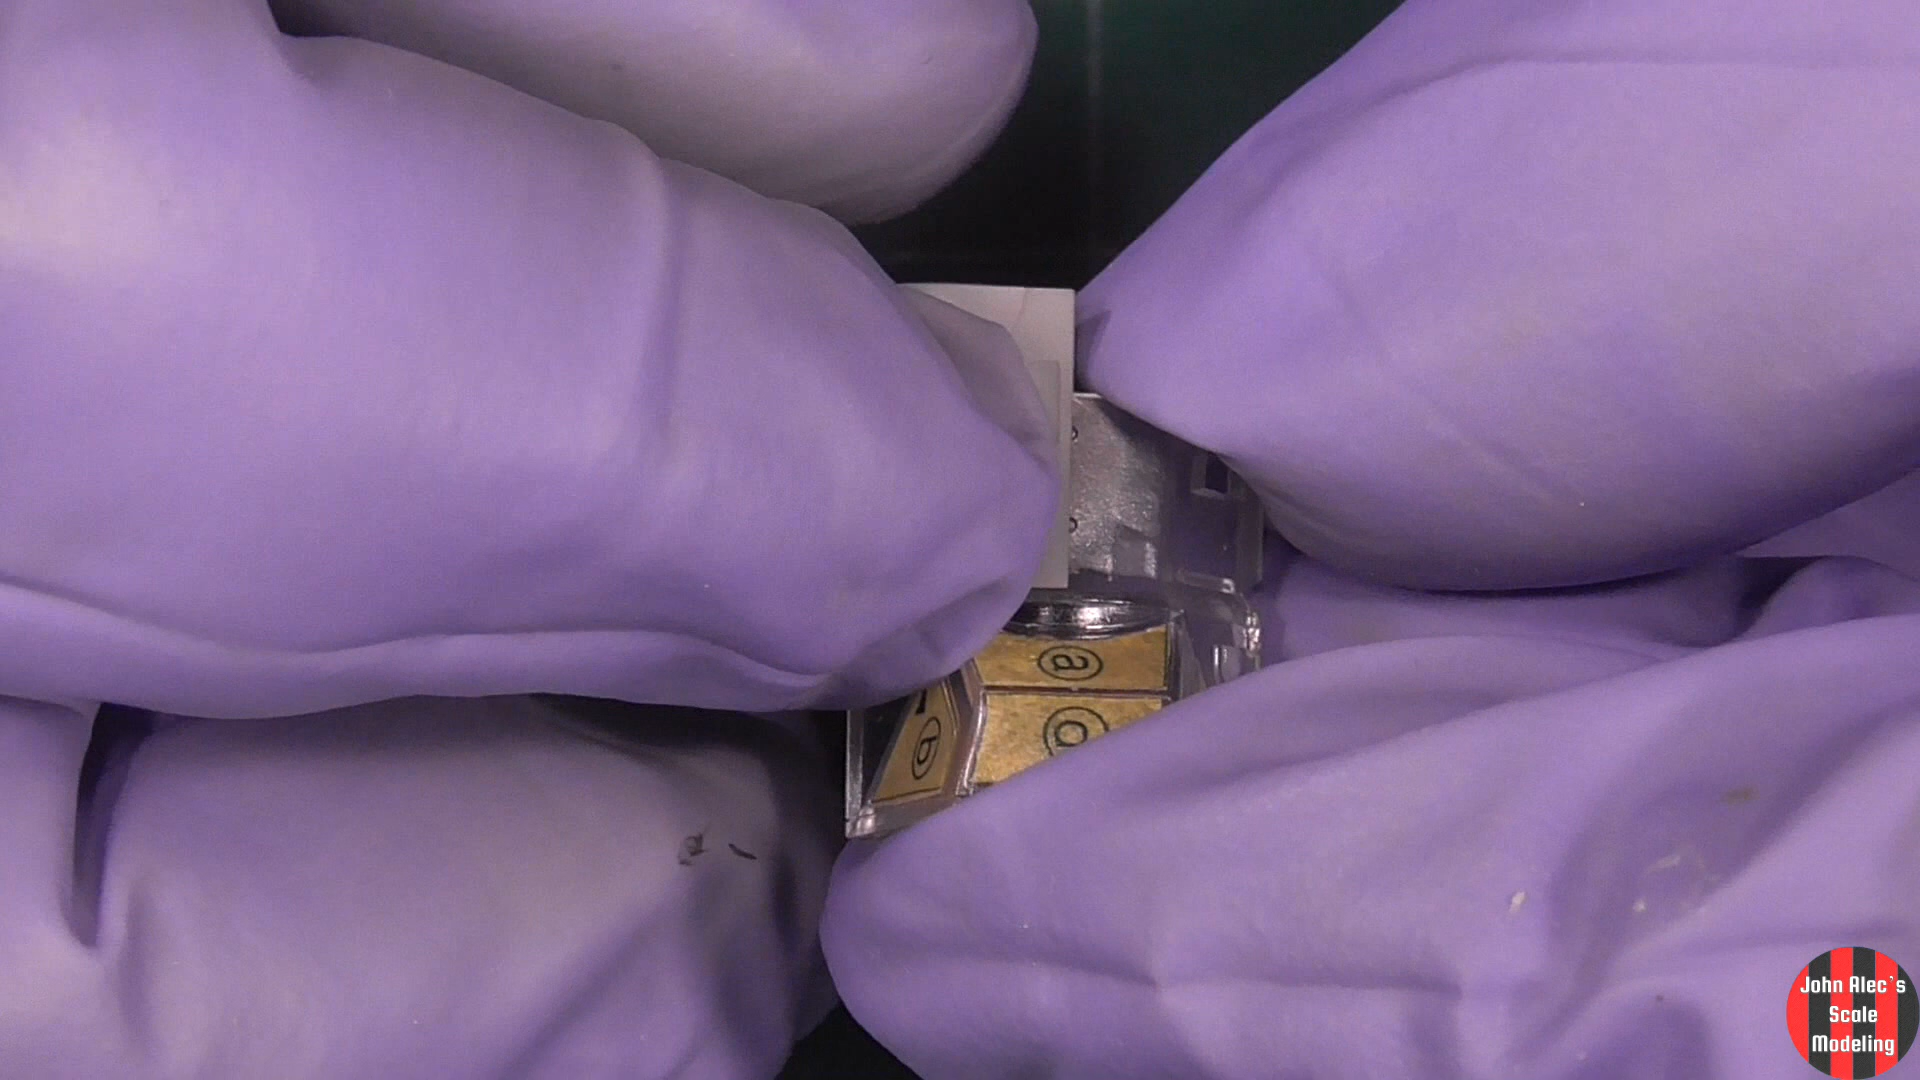 ⓐ
ⓐ
ⓑ
John Alec's
Scale
Modeling